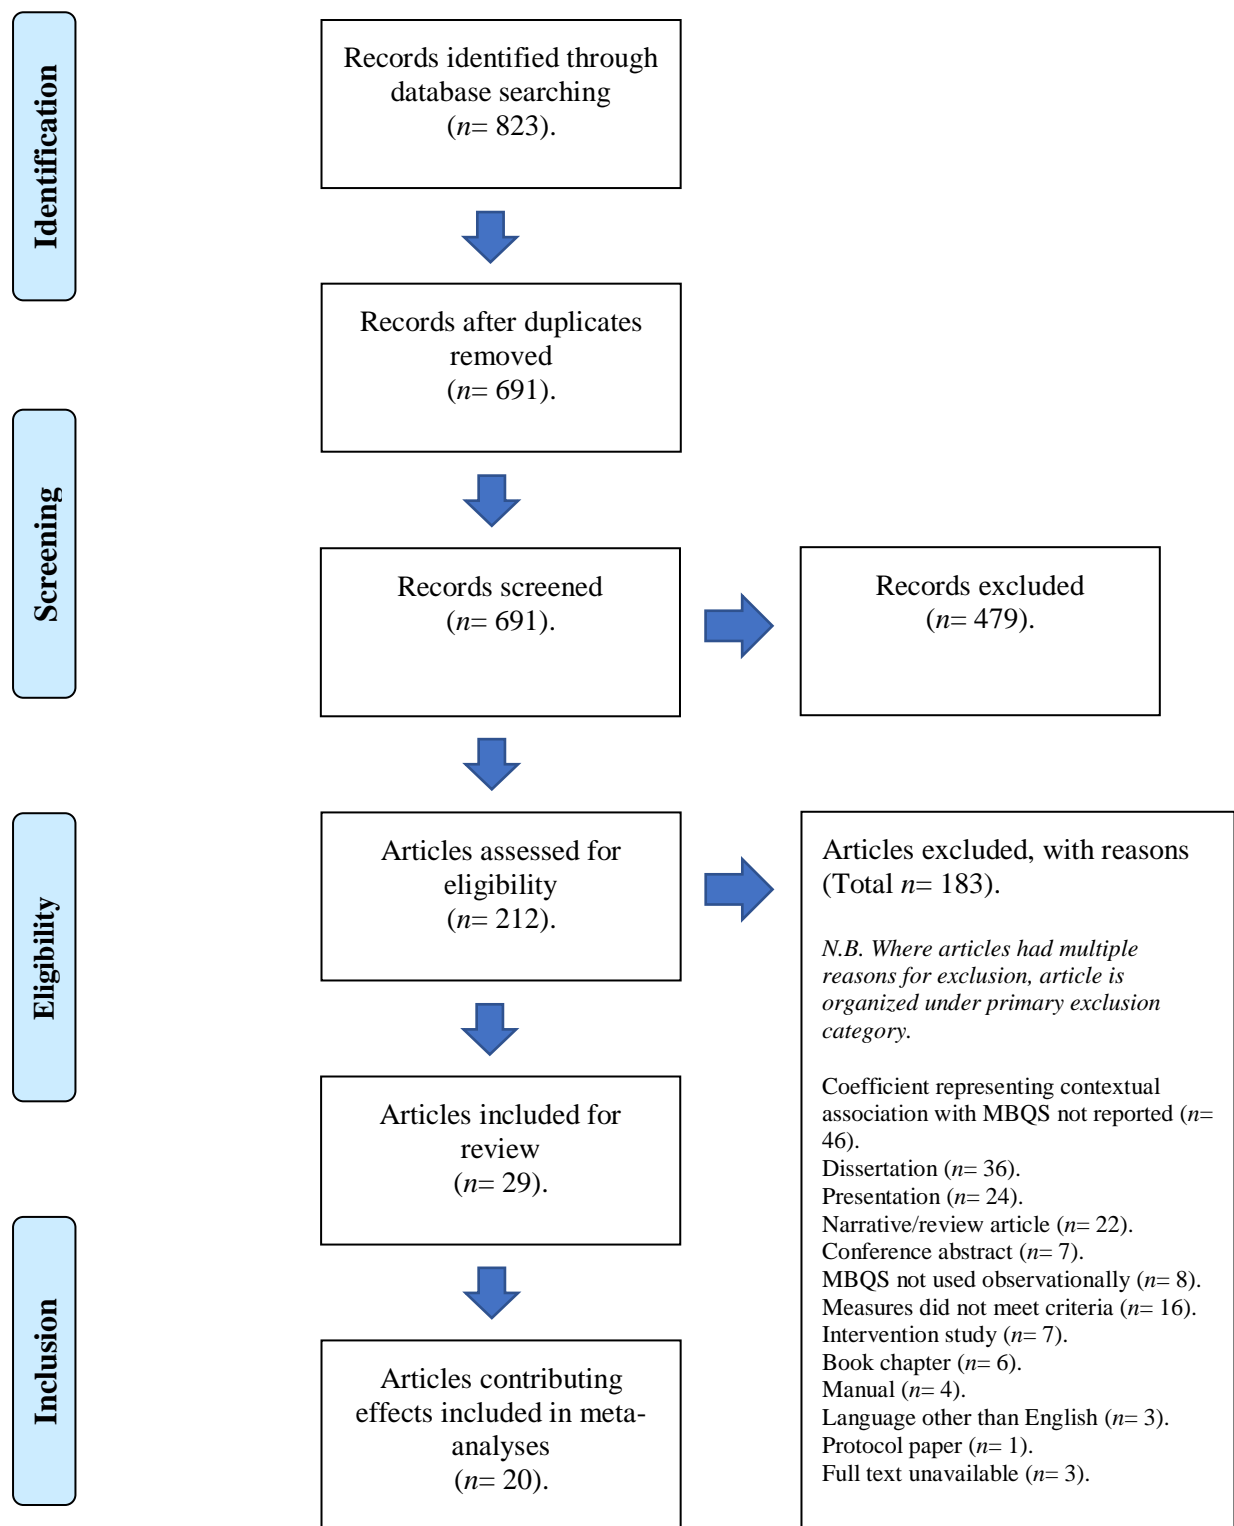 Identification
Records identified through
database searching
(n= 823).
Records after duplicates
removed
(n= 691).
Screening
Records screened
(n= 691).
Records excluded
(n= 479).
Eligibility
Articles assessed for
eligibility
(n= 212).
Articles excluded, with reasons
(Total n= 183).
N.B. Where articles had multiple
reasons for exclusion, article is
organized under primary exclusion
category.
Coefficient representing contextual
association with MBQS not reported (n=
46).
Dissertation (n= 36).
Presentation (n= 24).
Narrative/review article (n= 22).
Conference abstract (n= 7).
MBQS not used observationally (n= 8).
Measures did not meet criteria (n= 16).
Intervention study (n= 7).
Book chapter (n= 6).
Manual (n= 4).
Language other than English (n= 3).
Protocol paper (n= 1).
Full text unavailable (n= 3).
Articles included for
review
(n= 29).
Inclusion
Articles contributing
effects included in meta-
analyses
(n= 20).